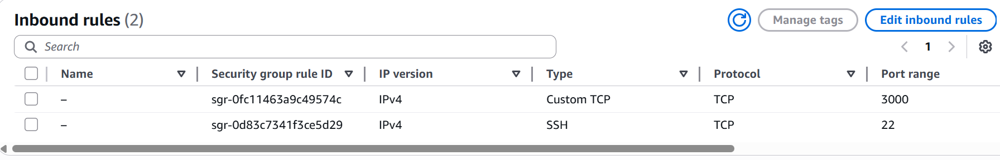 Inbound rules (2)
Manage tags
Edit inbound rules
Search
1
Name Security group rule ID IP version Type Protocol Port range
– sgr-0fc11463a9c49574c IPv4 Custom TCP TCP 3000
– sgr-0d83c7341f3ce5d29 IPv4 SSH TCP 22